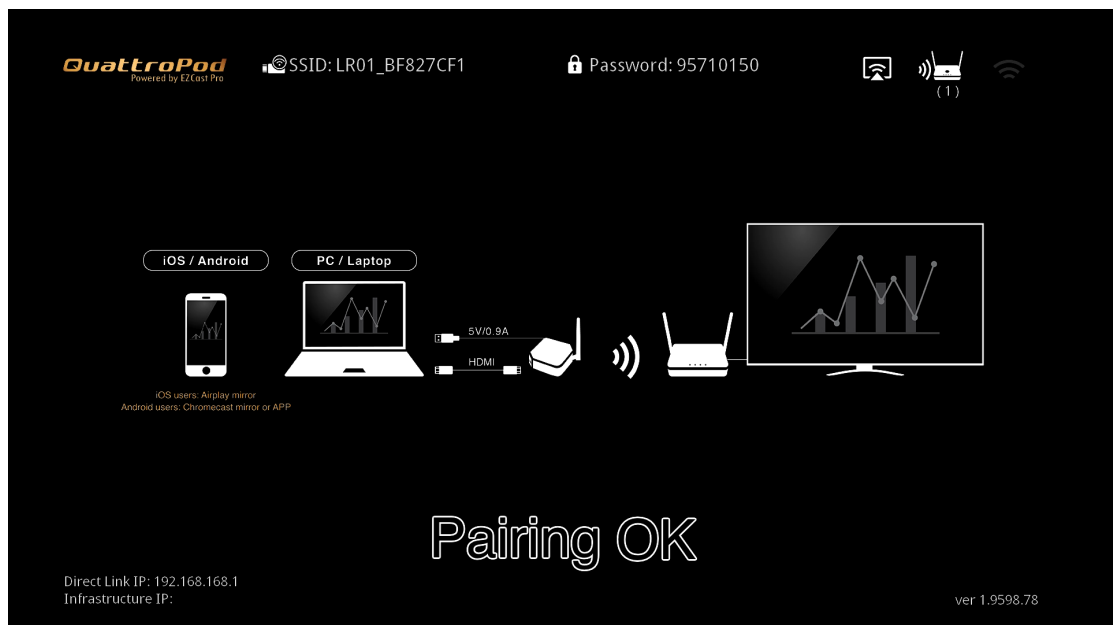 QuattroPod
Powered by EZCast Pro
SSID: LR01_BF827CF1
Password: 95710150
(1)
iOS / Android
PC / Laptop
5V/0.9A
HDMI
iOS users: Airplay mirror
Android users: Chromecast mirror or APP
Pairing OK
Direct Link IP: 192.168.168.1
Infrastructure IP:
ver 1.9598.78